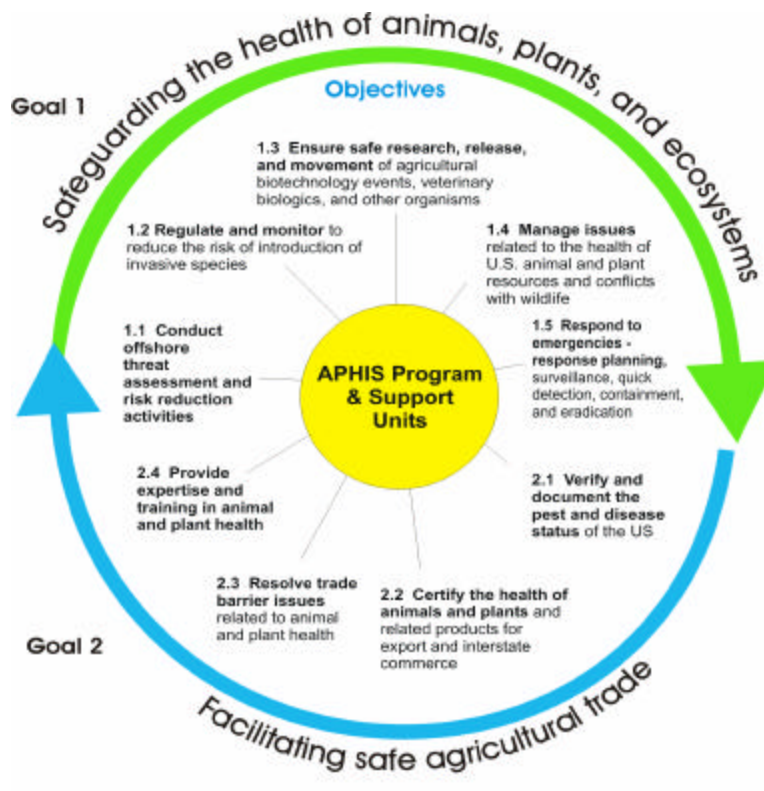 Safeguarding the health of animals, plants, and ecosystems
Goal 1
Objectives
1.3 Ensure safe research, release,
and movement of agricultural
biotechnology events, veterinary
biologics, and other organisms
1.2 Regulate and monitor to
reduce the risk of introduction of
invasive species
1.4 Manage issues
related to the health of
U.S. animal and plant
resources and conflicts
with wildlife
1.1 Conduct
offshore
threat
assessment and
risk reduction
activities
APHIS Program
& Support
Units
1.5 Respond to
emergencies -
response planning,
surveillance, quick
detection, containment,
and eradication
2.4 Provide
expertise and
training in animal
and plant health
2.1 Verify and
document the
pest and disease
status of the US
2.3 Resolve trade
barrier issues
related to animal
and plant health
2.2 Certify the health of
animals and plants and
related products for
export and interstate
commerce
Goal 2
Facilitating safe agricultural trade